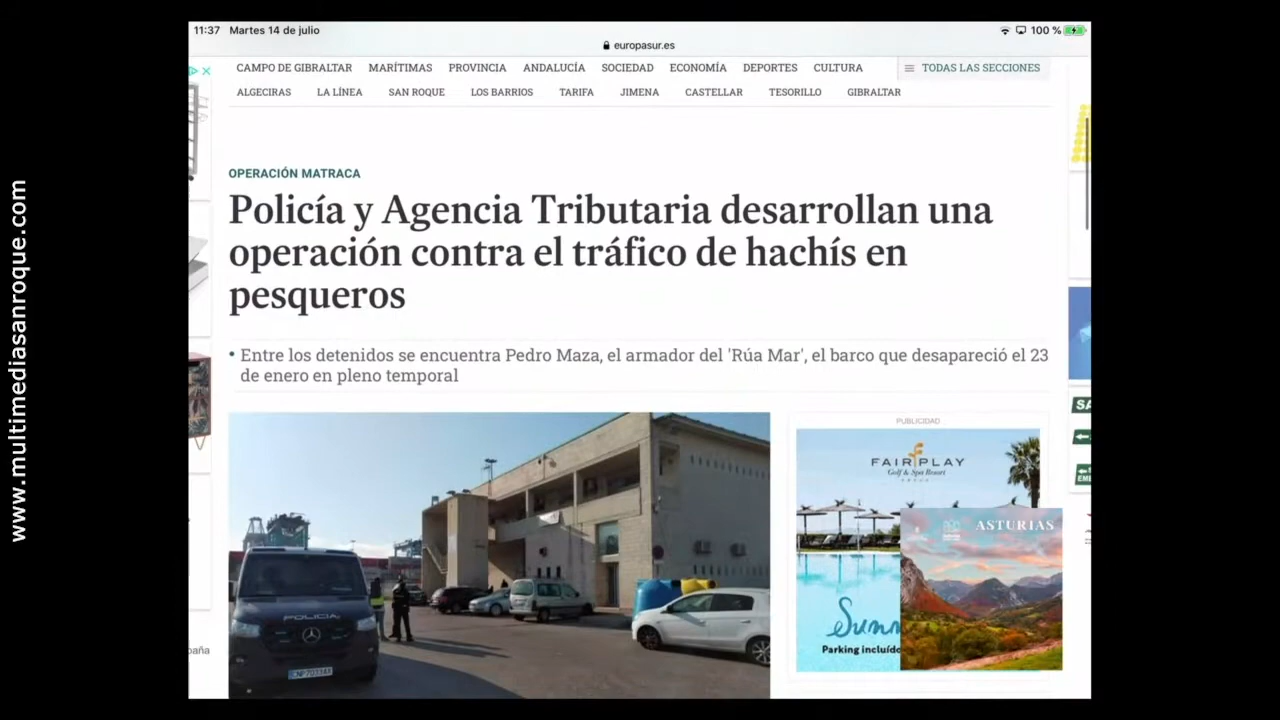 www.multimediasanroque.com
11:37 Martes 14 de julio
100 %
europasur.es
CAMPO DE GIBRALTAR MARÍTIMAS PROVINCIA ANDALUCÍA SOCIEDAD ECONOMÍA DEPORTES CULTURA TODAS LAS SECCIONES
ALGECIRAS LA LÍNEA SAN ROQUE LOS BARRIOS TARIFA JIMENA CASTELLAR TESORILLO GIBRALTAR
OPERACIÓN MATRACA
Policía y Agencia Tributaria desarrollan una
operación contra el tráfico de hachís en
pesqueros
• Entre los detenidos se encuentra Pedro Maza, el armador del 'Rúa Mar', el barco que desapareció el 23
de enero en pleno temporal
PUBLICIDAD
FAIRPLAY
Golf & Spa Resort
ASTURIAS
Parking incluido
POLICIA